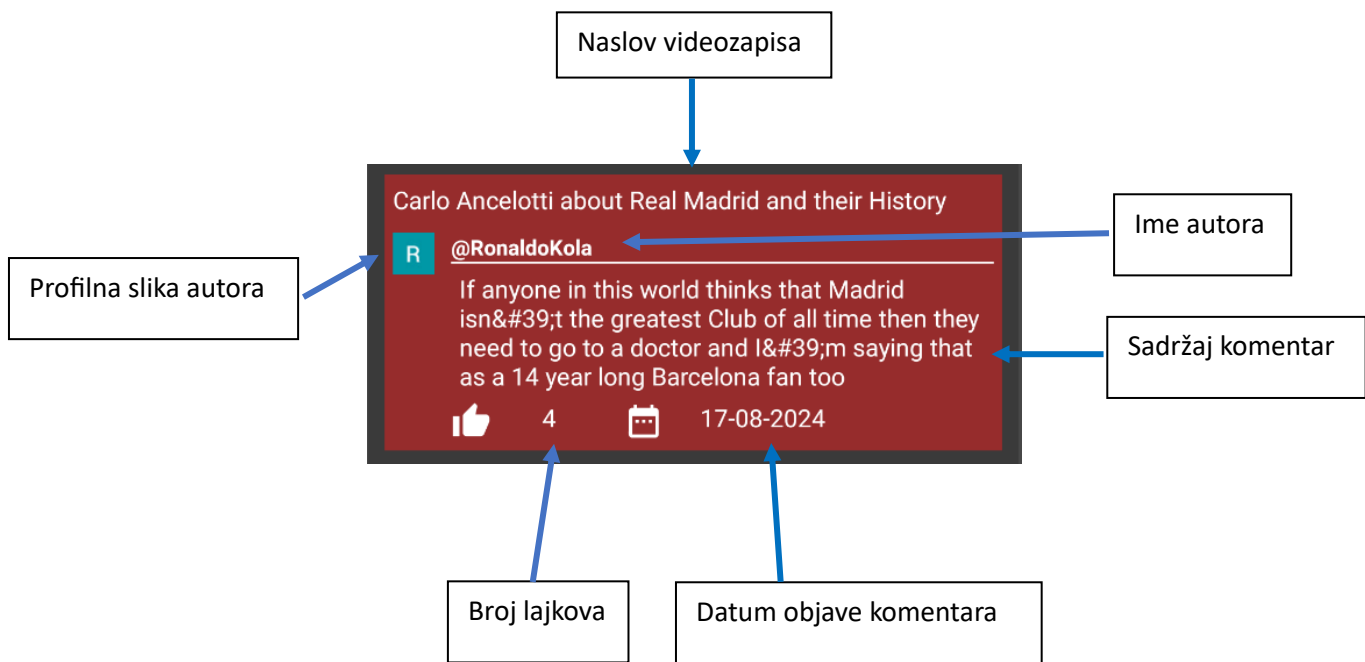 Naslov videozapisa
Carlo Ancelotti about Real Madrid and their History
Ime autora
R
@RonaldoKola
Profilna slika autora
If anyone in this world thinks that Madrid
isn&#39;t the greatest Club of all time then they
need to go to a doctor and I&#39;m saying that
as a 14 year long Barcelona fan too
Sadržaj komentar
4
17-08-2024
Broj lajkova
Datum objave komentara